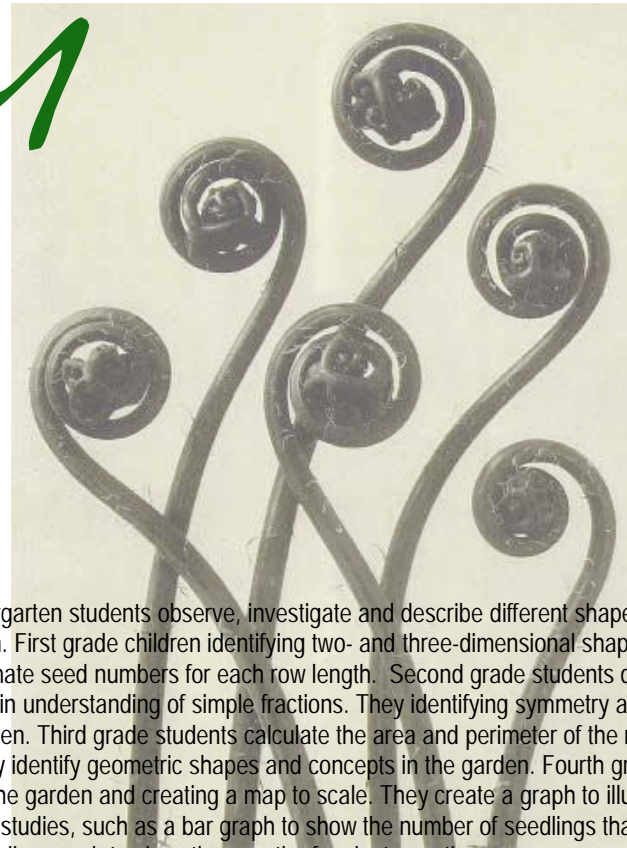 garten students observe, investigate and describe different shape
First grade children identifying two- and three-dimensional shap
nate seed numbers for each row length. Second grade students
in understanding of simple fractions. They identifying symmetry a
en. Third grade students calculate the area and perimeter of the
y identify geometric shapes and concepts in the garden. Fourth gr
he garden and creating a map to scale. They create a graph to illu
studies, such as a bar graph to show the number of seedlings tha